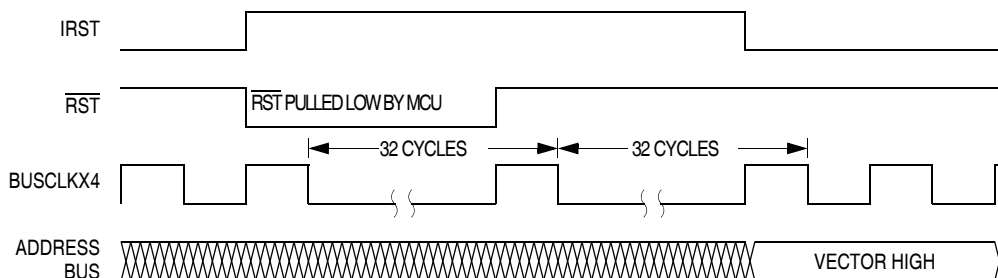 IRST
RST
RST PULLED LOW BY MCU
32 CYCLES
32 CYCLES
BUSCLKX4
ADDRESS
BUS
VECTOR HIGH